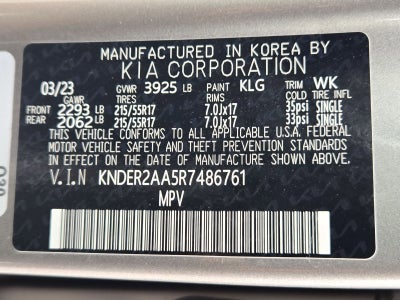 MANUFACTURED IN KOREA BY
KIA CORPORATION
03/23 GVWR 3925 LB PAINT KLG TRIM WK
GAWR TIRES RIMS COLD TIRE INFL
FRONT 2293 LB 215/55R17 7.0Jx17 35psi SINGLE
REAR 2062 LB 215/55R17 7.0Jx17 33psi SINGLE
THIS VEHICLE CONFORMS TO ALL APPLICABLE U.S.A. FEDERAL
MOTOR VEHICLE SAFETY, BUMPER, AND
THEFT PREVENTION STANDARDS IN EFFECT ON THE DATE OF
MANUFACTURE SHOWN ABOVE.
V.I.N KNDER2AA5R7486761
MPV